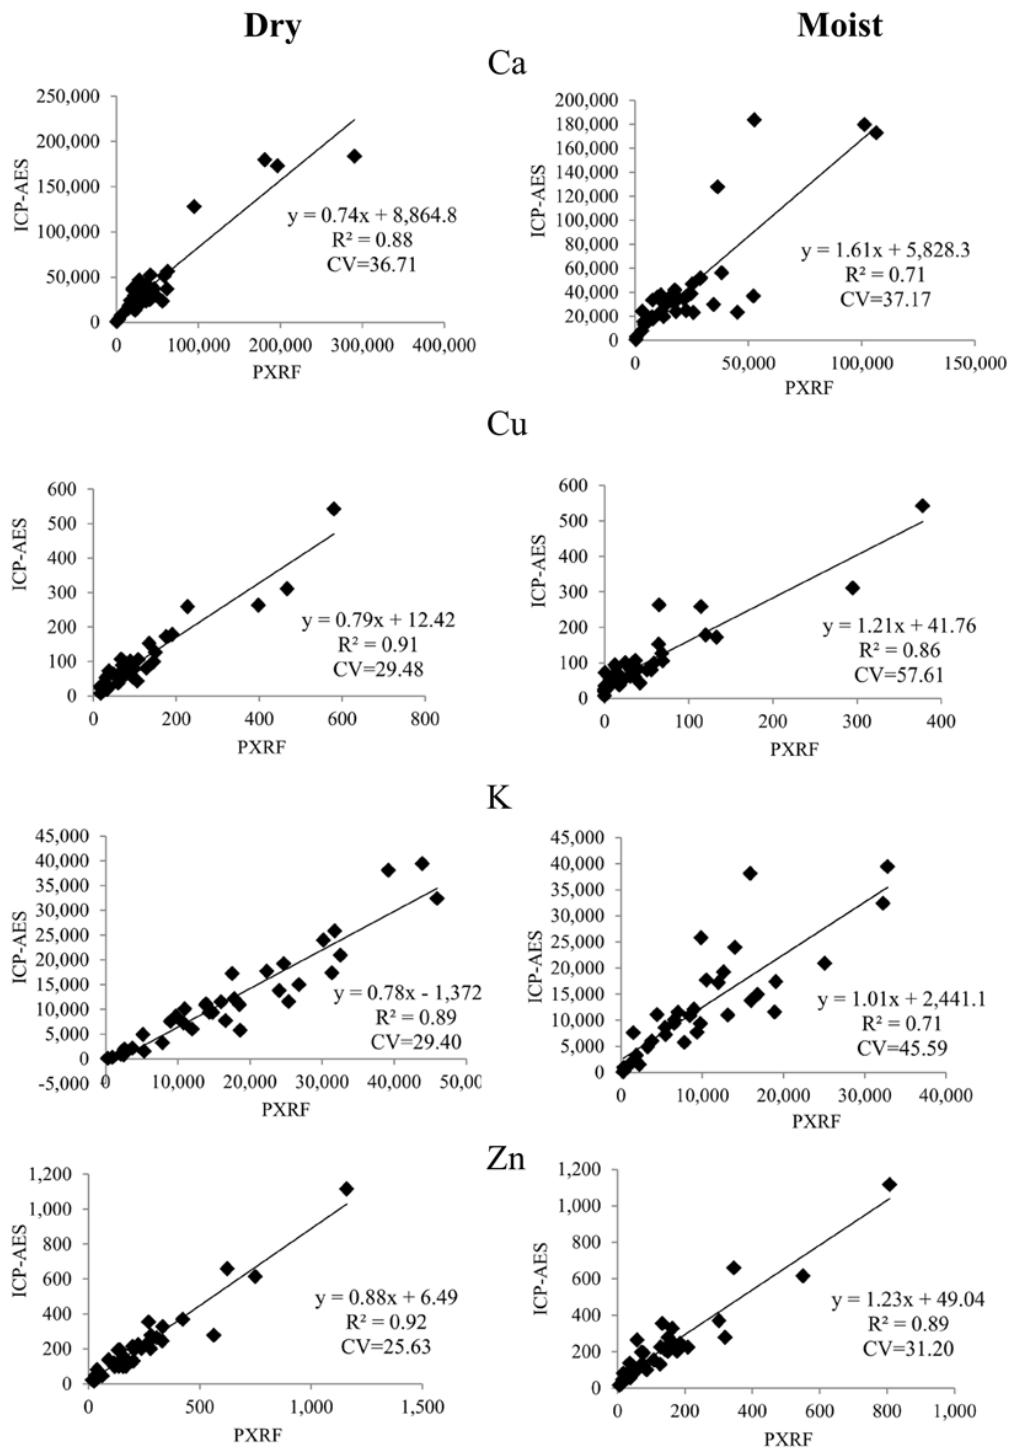 Dry
Moist
Ca
250,000
200,000
150,000
100,000
50,000
0
ICP-AES
y = 0.74x + 8,864.8
R² = 0.88
CV=36.71
0 100,000 200,000 300,000 400,000
PXRF
200,000
180,000
160,000
140,000
120,000
100,000
80,000
60,000
40,000
20,000
0
ICP-AES
y = 1.61x + 5,828.3
R² = 0.71
CV=37.17
0 50,000 100,000 150,000
PXRF
Cu
600
500
400
300
200
100
0
ICP-AES
y = 0.79x + 12.42
R² = 0.91
CV=29.48
0 200 400 600 800
PXRF
600
500
400
300
200
100
0
ICP-AES
y = 1.21x + 41.76
R² = 0.86
CV=57.61
0 100 200 300 400
PXRF
K
45,000
40,000
35,000
30,000
25,000
20,000
15,000
10,000
5,000
0
-5,000
ICP-AES
y = 0.78x - 1,372
R² = 0.89
CV=29.40
0 10,000 20,000 30,000 40,000 50,00
PXRF
45,000
40,000
35,000
30,000
25,000
20,000
15,000
10,000
5,000
0
ICP-AES
y = 1.01x + 2,441.1
R² = 0.71
CV=45.59
0 10,000 20,000 30,000 40,000
PXRF
Zn
1,200
1,000
800
600
400
200
0
ICP-AES
y = 0.88x + 6.49
R² = 0.92
CV=25.63
0 500 1,000 1,500
PXRF
1,200
1,000
800
600
400
200
0
ICP-AES
y = 1.23x + 49.04
R² = 0.89
CV=31.20
0 200 400 600 800 1,000
PXRF